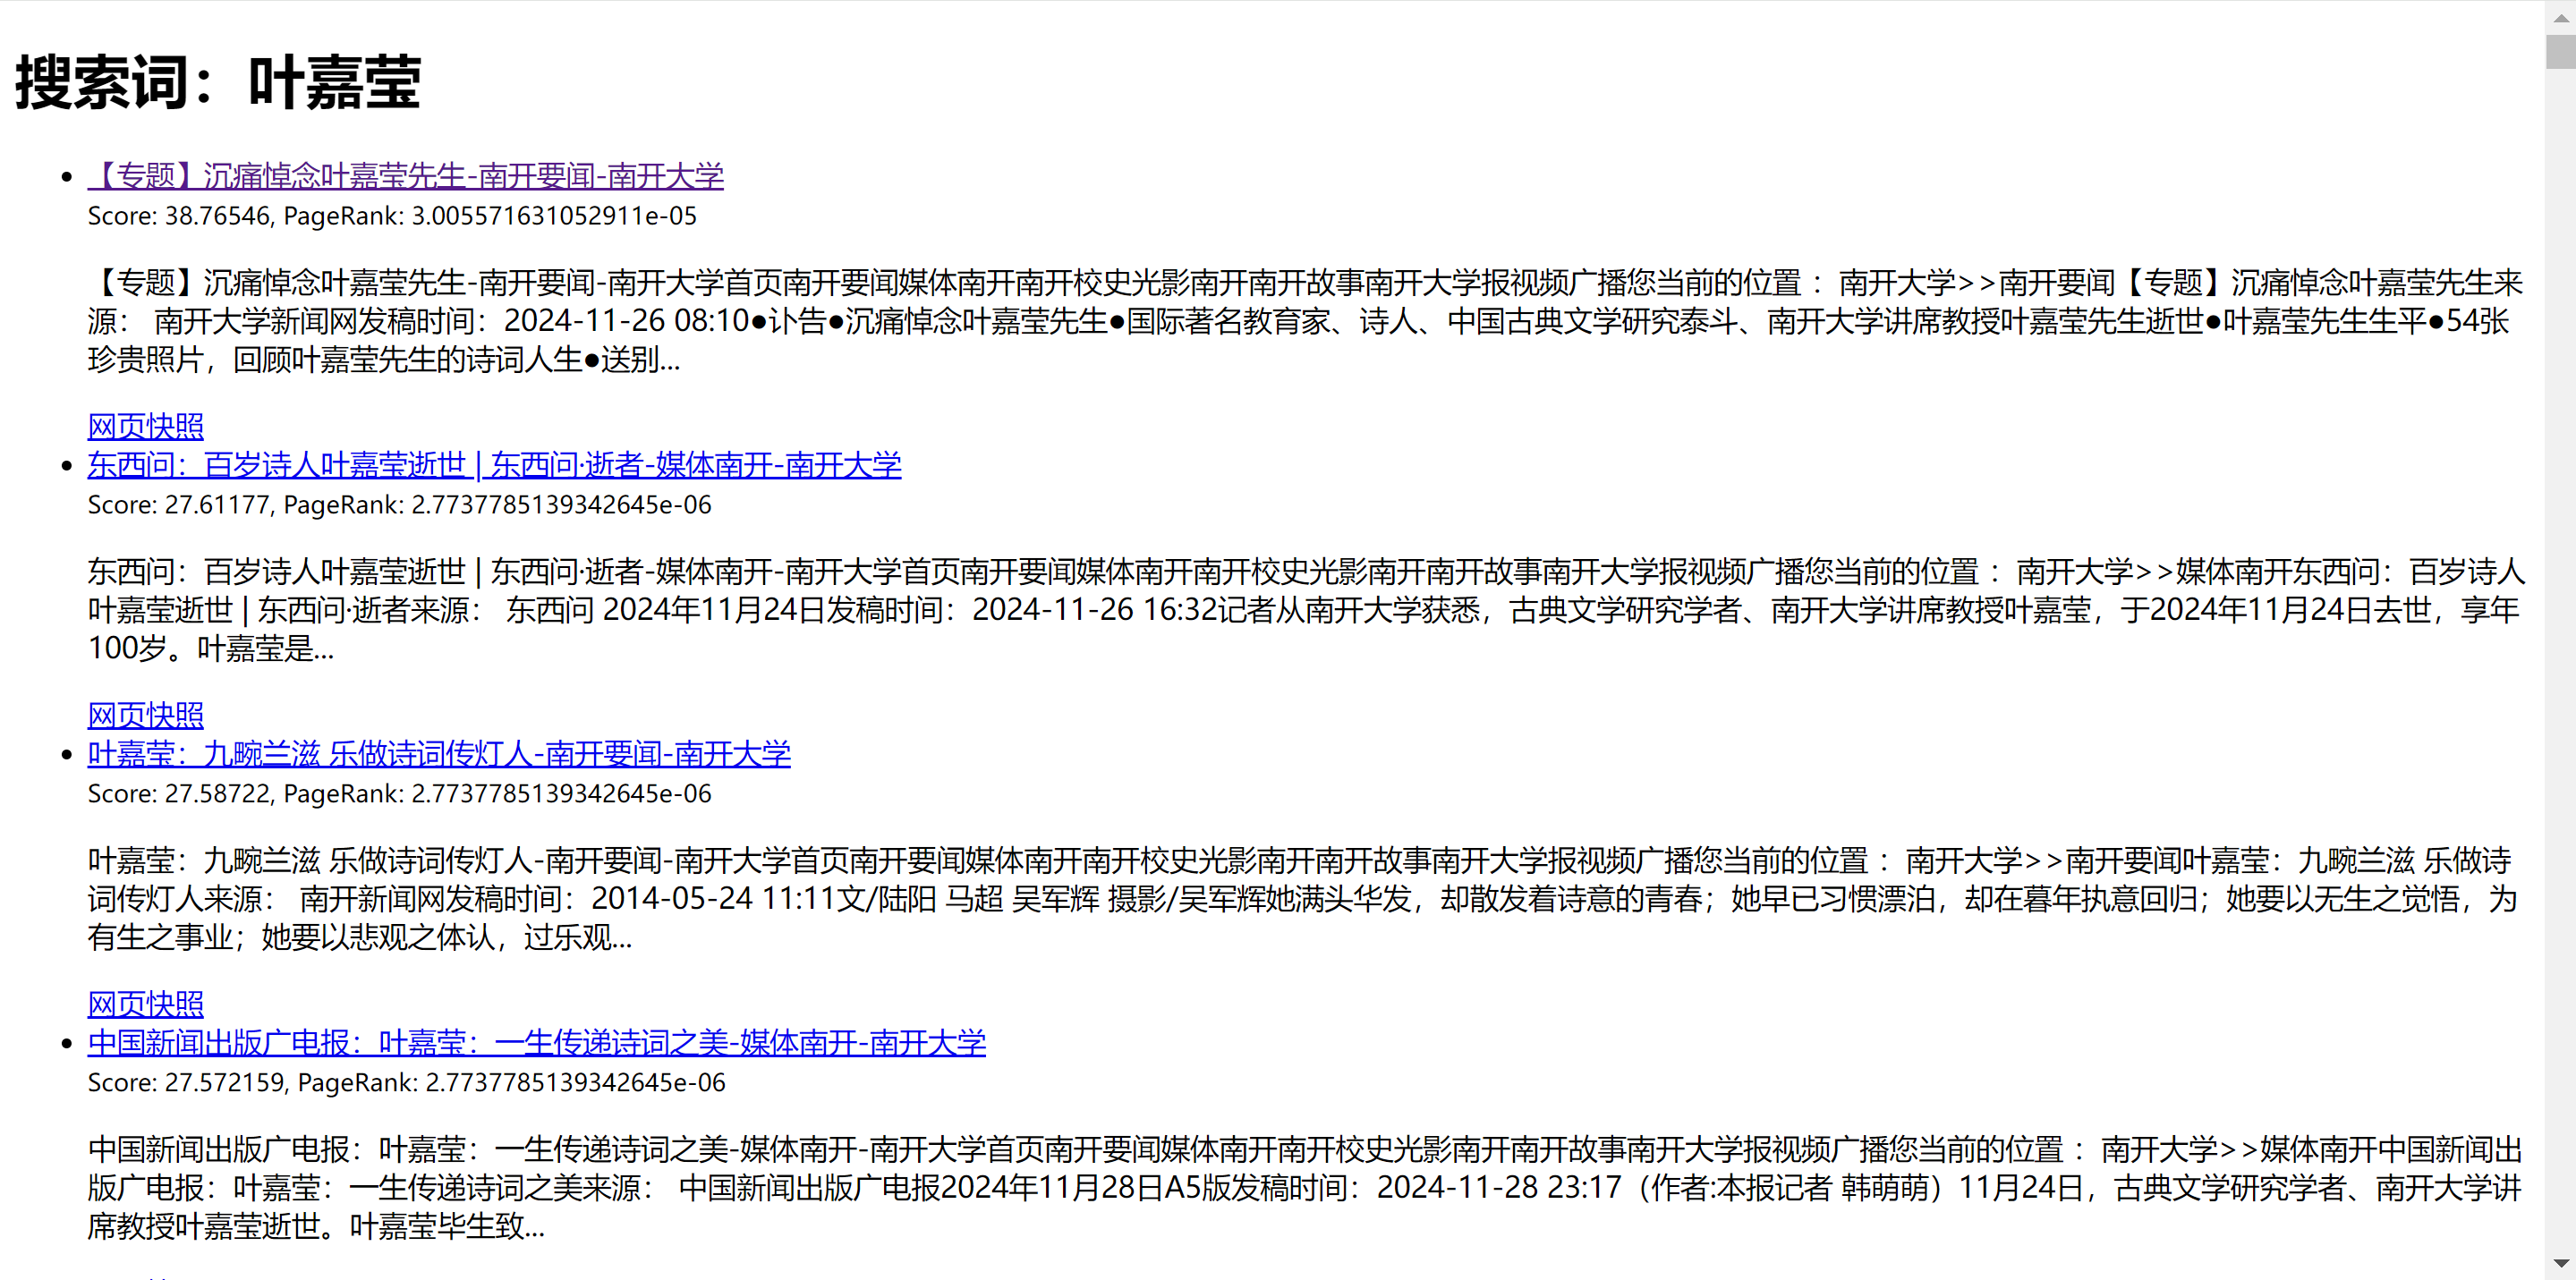 搜索词：叶嘉莹
【专题】沉痛悼念叶嘉莹先生-南开要闻-南开大学
Score: 38.76546, PageRank: 3.005571631052911e-05
【专题】沉痛悼念叶嘉莹先生-南开要闻-南开大学首页南开要闻媒体南开南开校史光影南开南开故事南开大学报视频广播您当前的位置 ：南开大学>>南开要闻【专题】沉痛悼念叶嘉莹先生来
源： 南开大学新闻网发稿时间：2024-11-26 08:10●讣告●沉痛悼念叶嘉莹先生●国际著名教育家、诗人、中国古典文学研究泰斗、南开大学讲席教授叶嘉莹先生逝世●叶嘉莹先生生平●54张
珍贵照片，回顾叶嘉莹先生的诗词人生●送别...
网页快照
东西问：百岁诗人叶嘉莹逝世 | 东西问·逝者-媒体南开-南开大学
Score: 27.61177, PageRank: 2.7737785139342645e-06
东西问：百岁诗人叶嘉莹逝世 | 东西问·逝者-媒体南开-南开大学首页南开要闻媒体南开南开校史光影南开南开故事南开大学报视频广播您当前的位置 ：南开大学>>媒体南开东西问：百岁诗人
叶嘉莹逝世 | 东西问·逝者来源： 东西问 2024年11月24日发稿时间：2024-11-26 16:32记者从南开大学获悉，古典文学研究学者、南开大学讲席教授叶嘉莹，于2024年11月24日去世，享年
100岁。叶嘉莹是...
网页快照
叶嘉莹：九畹兰滋 乐做诗词传灯人-南开要闻-南开大学
Score: 27.58722, PageRank: 2.7737785139342645e-06
叶嘉莹：九畹兰滋 乐做诗词传灯人-南开要闻-南开大学首页南开要闻媒体南开南开校史光影南开南开故事南开大学报视频广播您当前的位置 ：南开大学>>南开要闻叶嘉莹：九畹兰滋 乐做诗
词传灯人来源： 南开新闻网发稿时间：2014-05-24 11:11文/陆阳 马超 吴军辉 摄影/吴军辉她满头华发，却散发着诗意的青春；她早已习惯漂泊，却在暮年执意回归；她要以无生之觉悟，为
有生之事业；她要以悲观之体认，过乐观...
网页快照
中国新闻出版广电报：叶嘉莹：一生传递诗词之美-媒体南开-南开大学
Score: 27.572159, PageRank: 2.7737785139342645e-06
中国新闻出版广电报：叶嘉莹：一生传递诗词之美-媒体南开-南开大学首页南开要闻媒体南开南开校史光影南开南开故事南开大学报视频广播您当前的位置 ：南开大学>>媒体南开中国新闻出
版广电报：叶嘉莹：一生传递诗词之美来源： 中国新闻出版广电报2024年11月28日A5版发稿时间：2024-11-28 23:17（作者:本报记者 韩萌萌）11月24日，古典文学研究学者、南开大学讲
席教授叶嘉莹逝世。叶嘉莹毕生致...